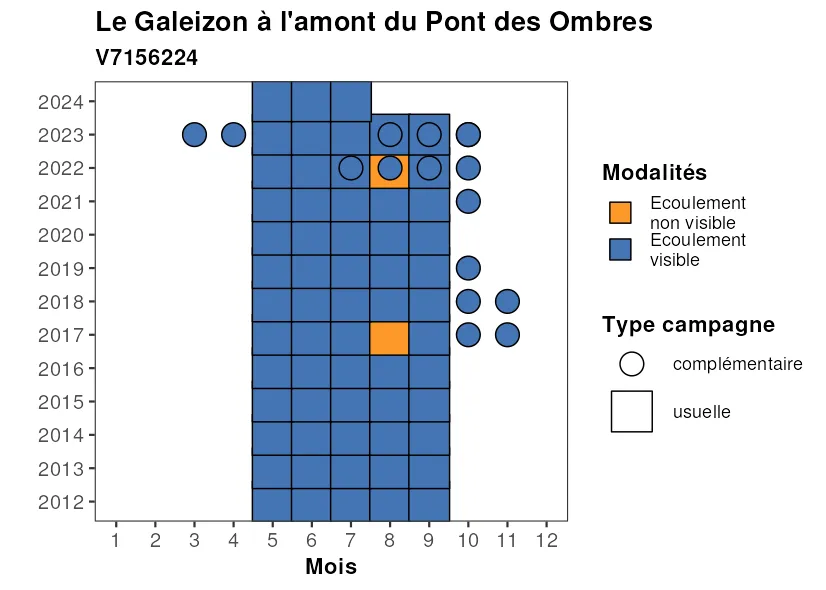 Le Galeizon à l'amont du Pont des Ombres
V7156224
2024
2023
2022
2021
2020
2019
2018
2017
2016
2015
2014
2013
2012
1 2 3 4 5 6 7 8 9 10 11 12
Mois
Modalités
Ecoulement
non visible
Ecoulement
visible
Type campagne
complémentaire
usuelle